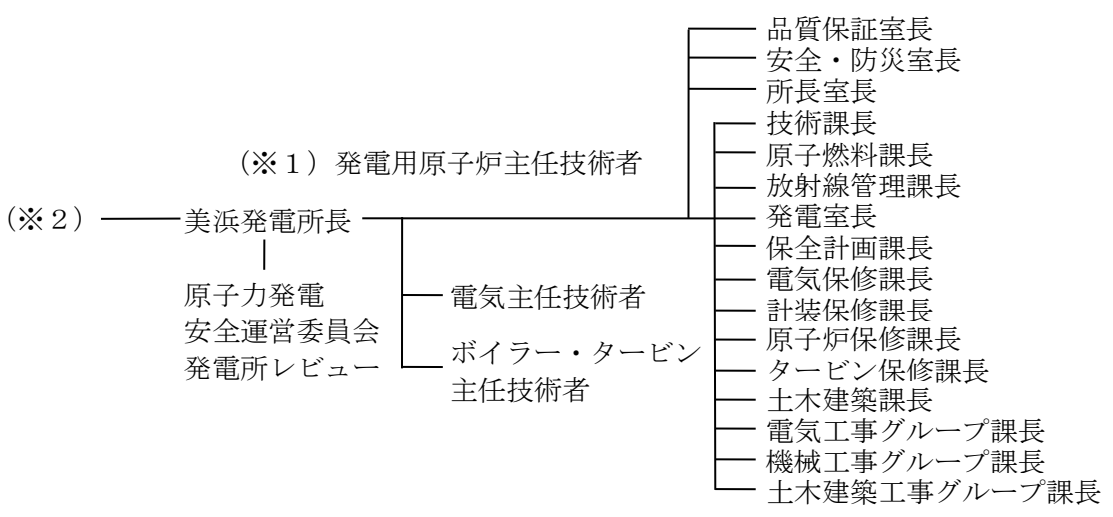 品質保証室長
安全・防災室長
所長室長
技術課長
(※1)発電用原子炉主任技術者
原子燃料課長
放射線管理課長
(※2)
美浜発電所長
発電室長
保全計画課長
原子力発電
安全運営委員会
発電所レビュー
電気主任技術者
ボイラー・タービン
主任技術者
電気保修課長
計装保修課長
原子炉保修課長
タービン保修課長
土木建築課長
電気工事グループ課長
機械工事グループ課長
土木建築工事グループ課長